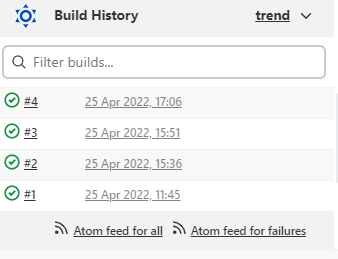 Build History trend
Filter builds...
#4 25 Apr 2022, 17:06
#3 25 Apr 2022, 15:51
#2 25 Apr 2022, 15:36
#1 25 Apr 2022, 11:45
Atom feed for all Atom feed for failures